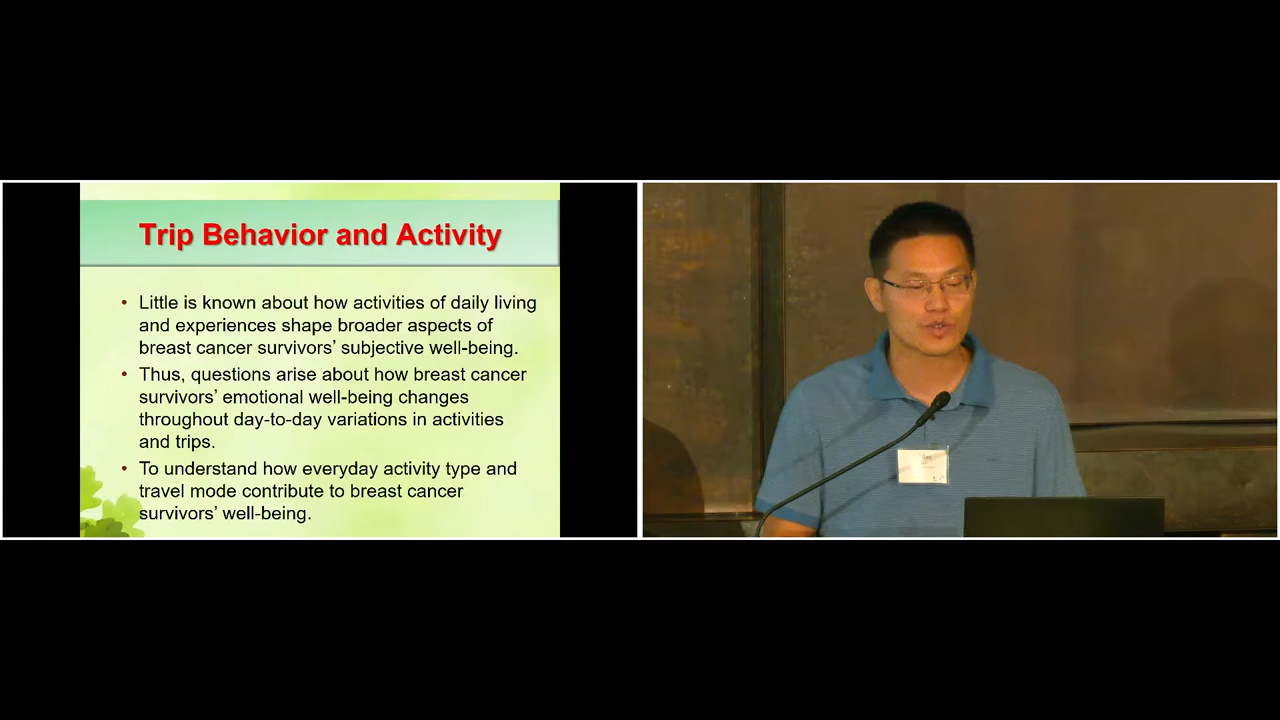 Trip Behavior and Activity
• Little is known about how activities of daily living
and experiences shape broader aspects of
breast cancer survivors’ subjective well-being.
• Thus, questions arise about how breast cancer
survivors’ emotional well-being changes
throughout day-to-day variations in activities
and trips.
• To understand how everyday activity type and
travel mode contribute to breast cancer
survivors’ well-being.